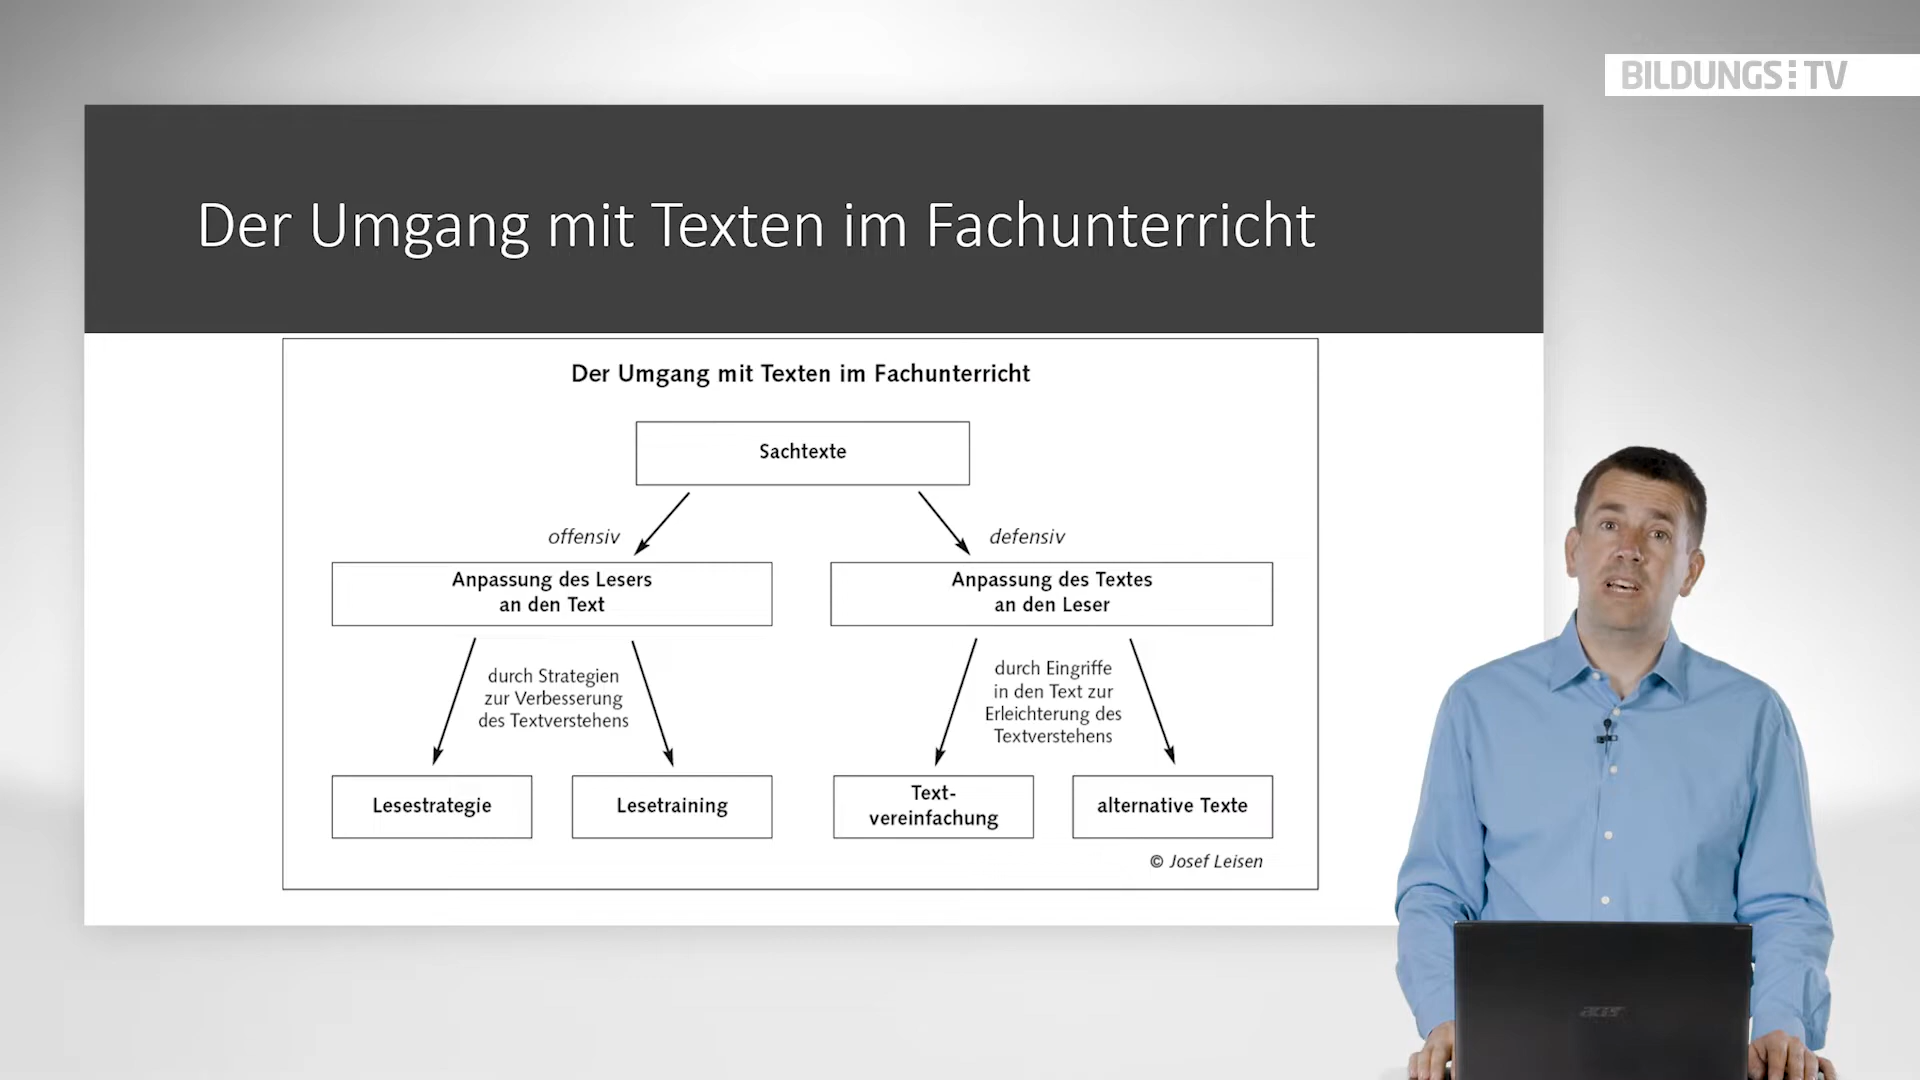 BILDUNGS:TV
Der Umgang mit Texten im Fachunterricht
Der Umgang mit Texten im Fachunterricht
Sachtexte
offensiv
defensiv
Anpassung des Lesers
an den Text
Anpassung des Textes
an den Leser
durch Strategien
zur Verbesserung
des Textverstehens
durch Eingriffe
in den Text zur
Erleichterung des
Textverstehens
Lesestrategie
Lesetraining
Text-
vereinfachung
alternative Texte
© Josef Leisen
acer